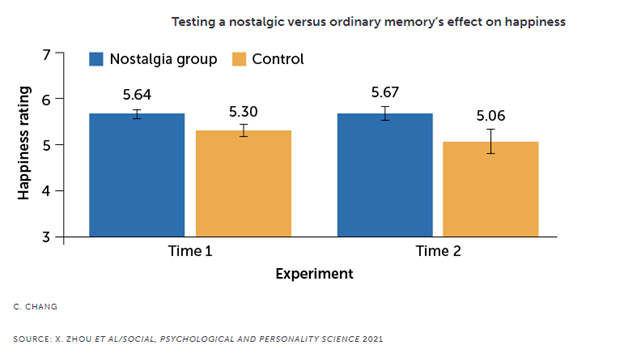 Testing a nostalgic versus ordinary memory's effect on happiness
Nostalgia group
Control
Happiness rating
7
6
5
4
3
5.64
5.30
5.67
5.06
Time 1
Time 2
Experiment
C. CHANG
SOURCE: X. ZHOU ET AL/SOCIAL, PSYCHOLOGICAL AND PERSONALITY SCIENCE 2021